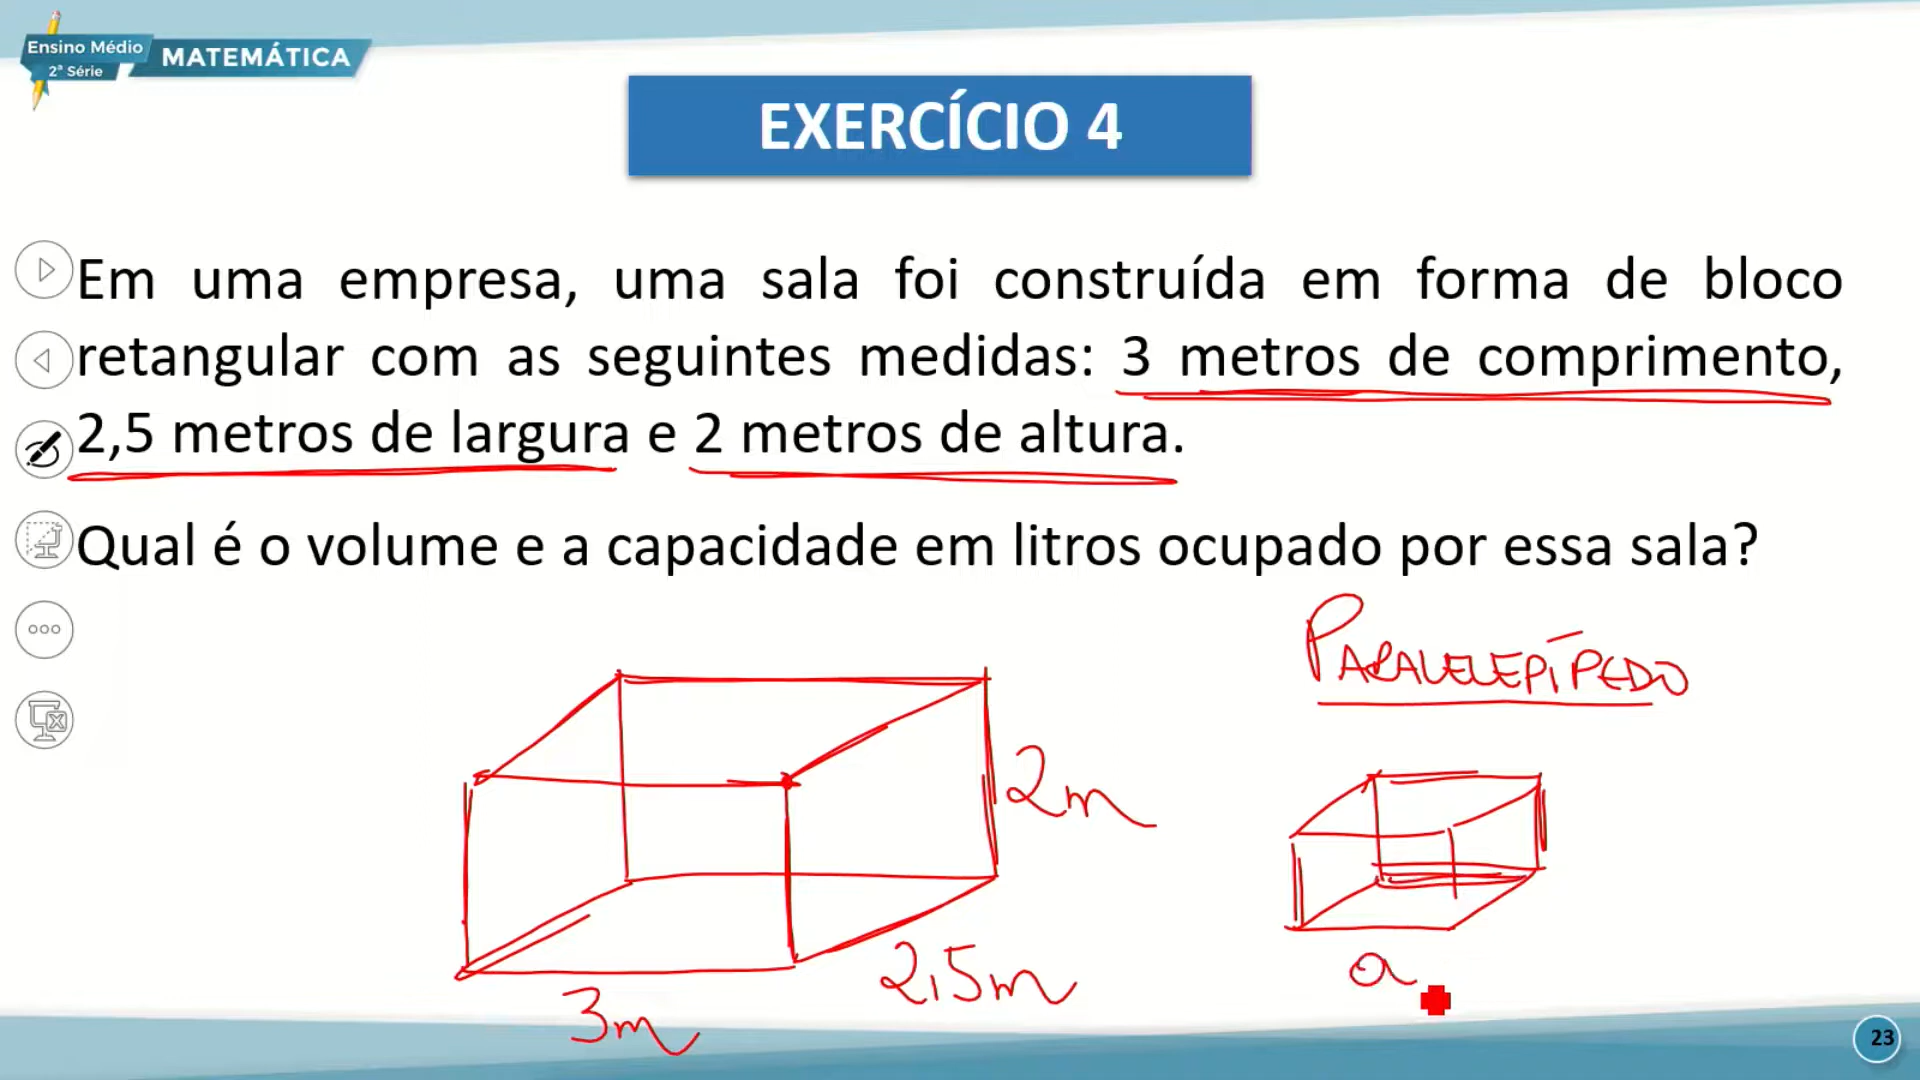 Ensino Médio
2ª Série
MATEMÁTICA
EXERCÍCIO 4
Em uma empresa, uma sala foi construída em forma de bloco
retangular com as seguintes medidas: 3 metros de comprimento,
2,5 metros de largura e 2 metros de altura.
Qual é o volume e a capacidade em litros ocupado por essa sala?
PARALELEPÍPEDO
2m
2,5m
3m
a
23